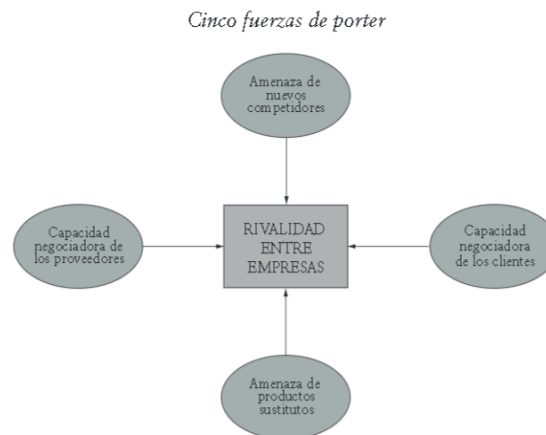 Cinco fuerzas de porter
Amenaza de
nuevos
competidores
Capacidad
negociadora de
los proveedores
RIVALIDAD
ENTRE
EMPRESAS
Capacidad
negociadora
de los clientes
Amenaza de
productos
sustitutos